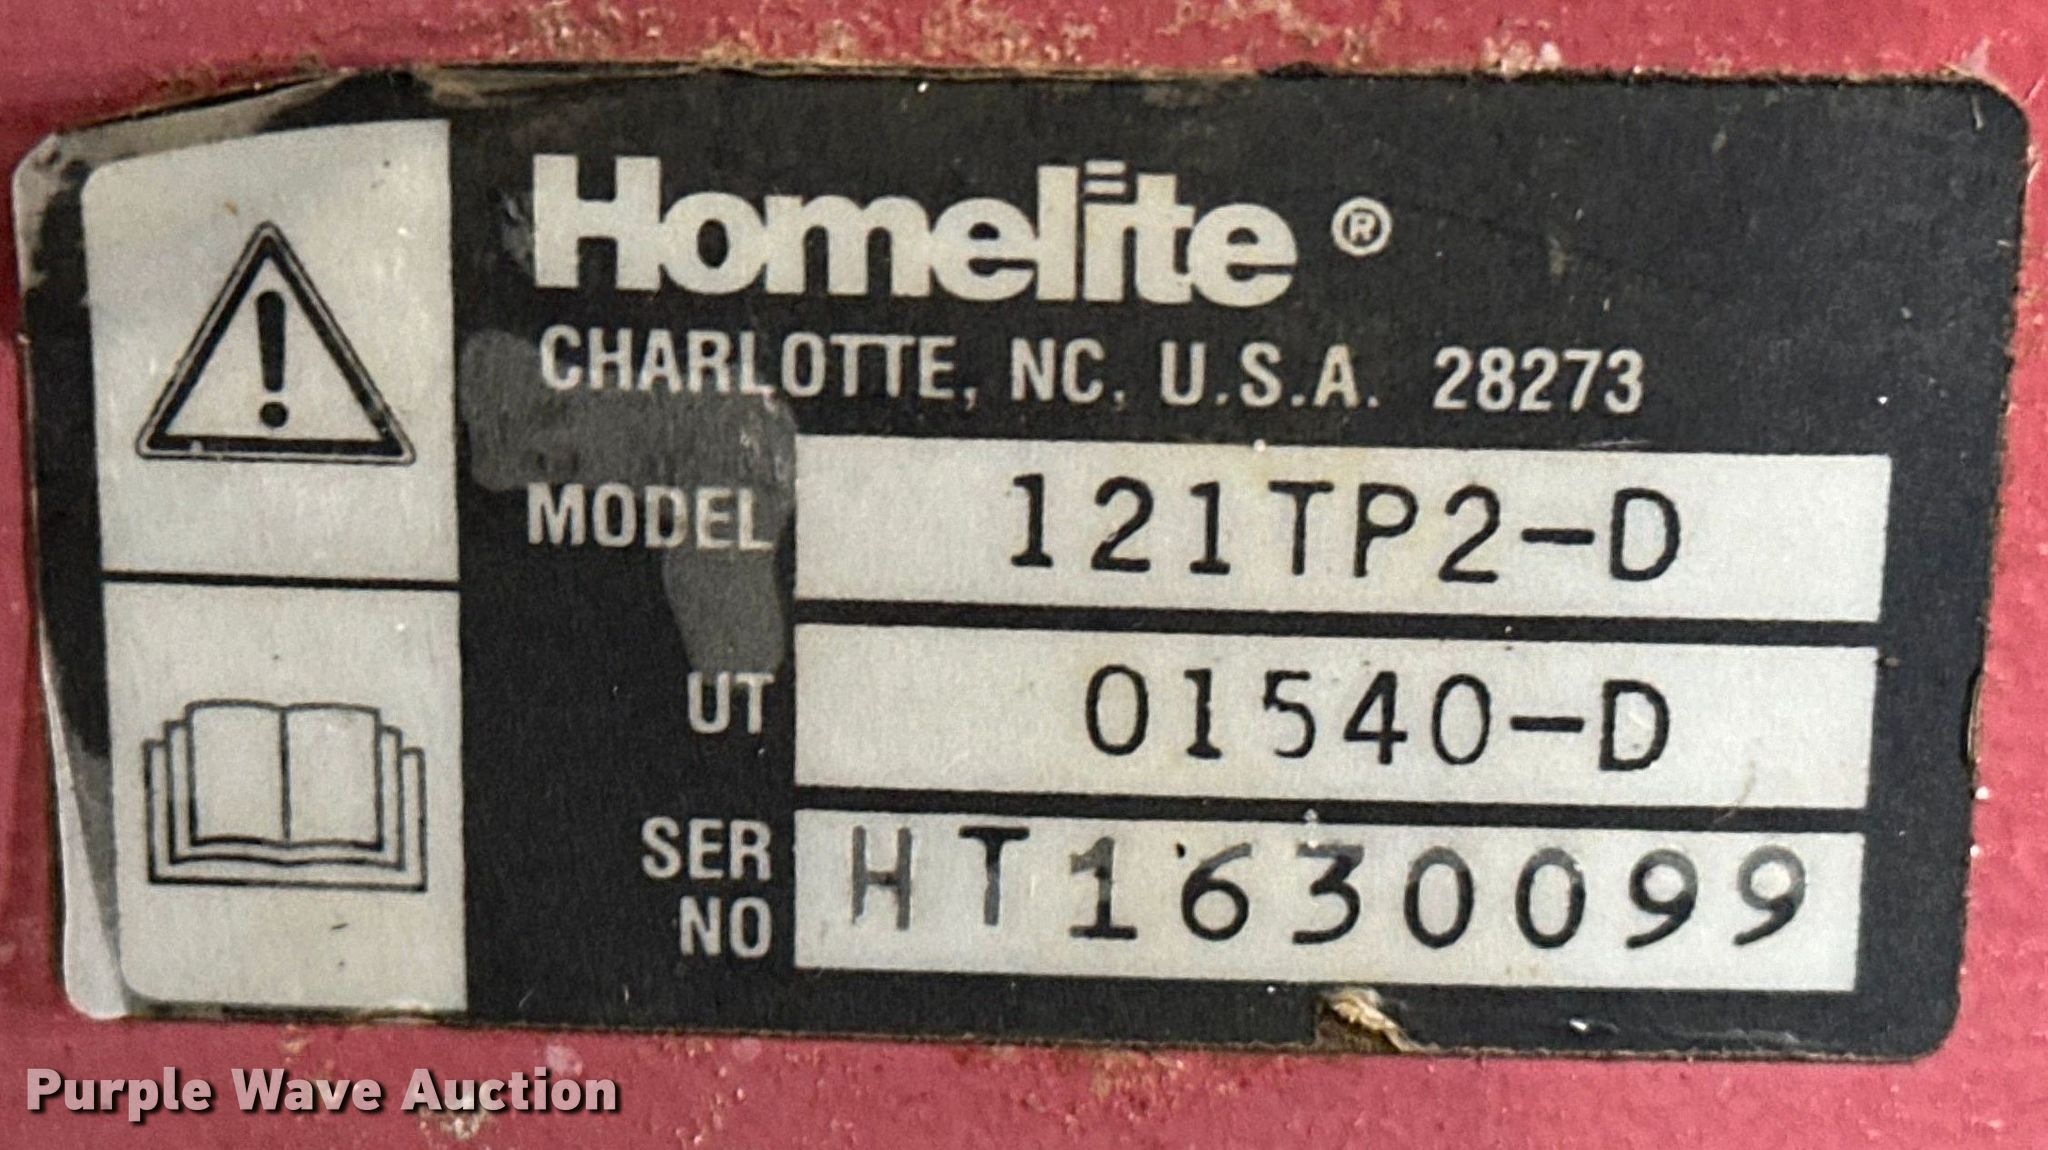 Homelite ®
CHARLOTTE, NC. U.S.A. 28273
MODEL 121TP2-D
UT 01540-D
SER NO HT1630099
Purple Wave Auction